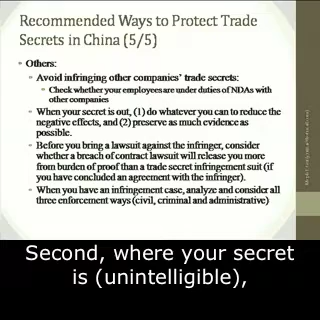 Recommended Ways to Protect Trade
Secrets in China (5/5)
• Others:
• Avoid infringing other companies' trade secrets:
• Check whether your employees are under duties of NDAs with
other companies
• When your secret is out, (1) do whatever you can to reduce the
negative effects, and (2) preserve as much evidence as
possible.
• Before you bring a lawsuit against the infringer, consider
whether a breach of contract lawsuit will release you more
from burden of proof than a trade secret infringement suit (if
you have concluded an agreement with the infringer).
• When you have an infringement case, analyze and consider all
three enforcement ways (civil, criminal and administrative)
Second, where your secret
is (unintelligible),